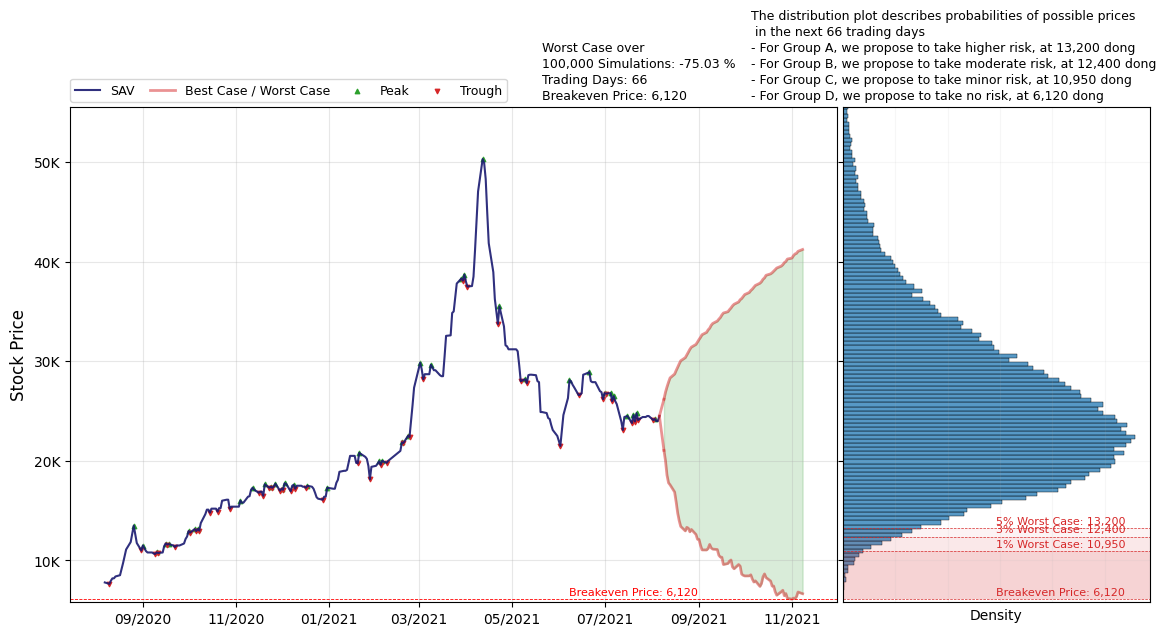 The distribution plot describes probabilities of possible prices
in the next 66 trading days
- For Group A, we propose to take higher risk, at 13,200 dong
- For Group B, we propose to take moderate risk, at 12,400 dong
- For Group C, we propose to take minor risk, at 10,950 dong
- For Group D, we propose to take no risk, at 6,120 dong
Worst Case over
100,000 Simulations: -75.03 %
Trading Days: 66
Breakeven Price: 6,120
SAV
Best Case / Worst Case
Peak
Trough
Stock Price
50K
40K
30K
20K
10K
Breakeven Price: 6,120
09/2020
11/2020
01/2021
03/2021
05/2021
07/2021
09/2021
11/2021
5% Worst Case: 13,200
3% Worst Case: 12,400
1% Worst Case: 10,950
Breakeven Price: 6,120
Density